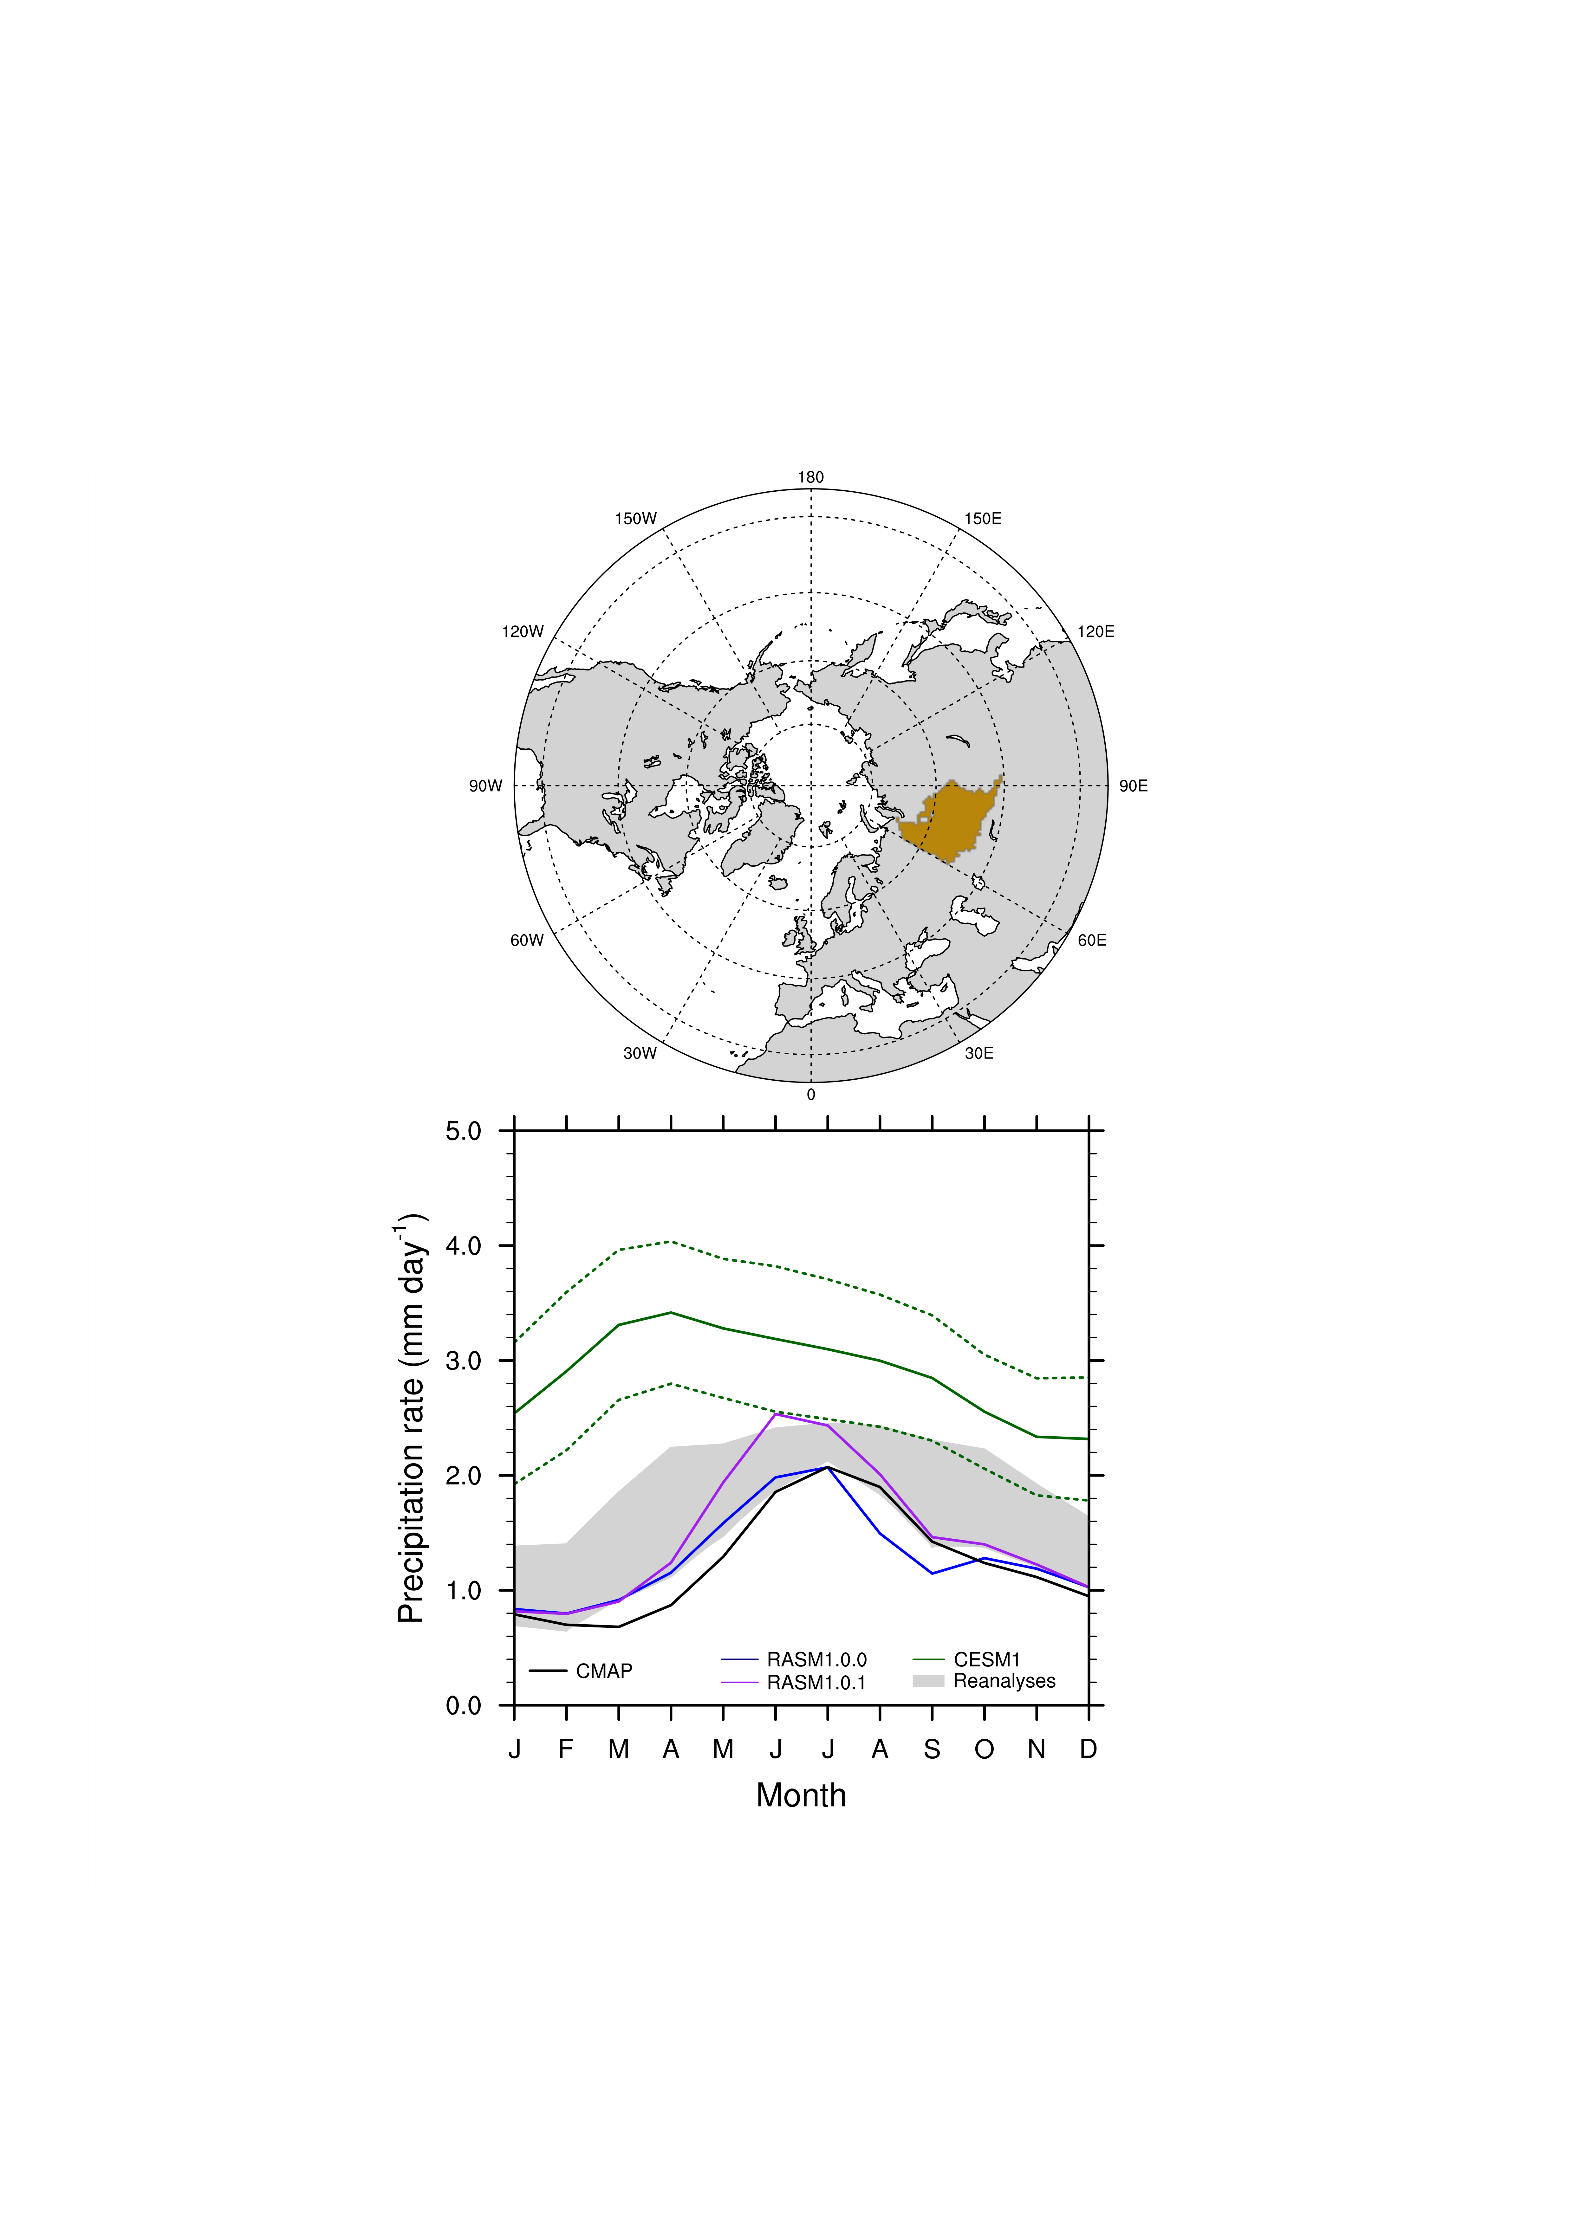 180
150W 150E
120W 120E
90W 90E
60W 60E
30W 30E
0
5.0
4.0
3.0
2.0
1.0
0.0
Precipitation rate (mm day-1)
CMAP
RASM1.0.0
RASM1.0.1
CESM1
Reanalyses
J F M A M J J A S O N D
Month